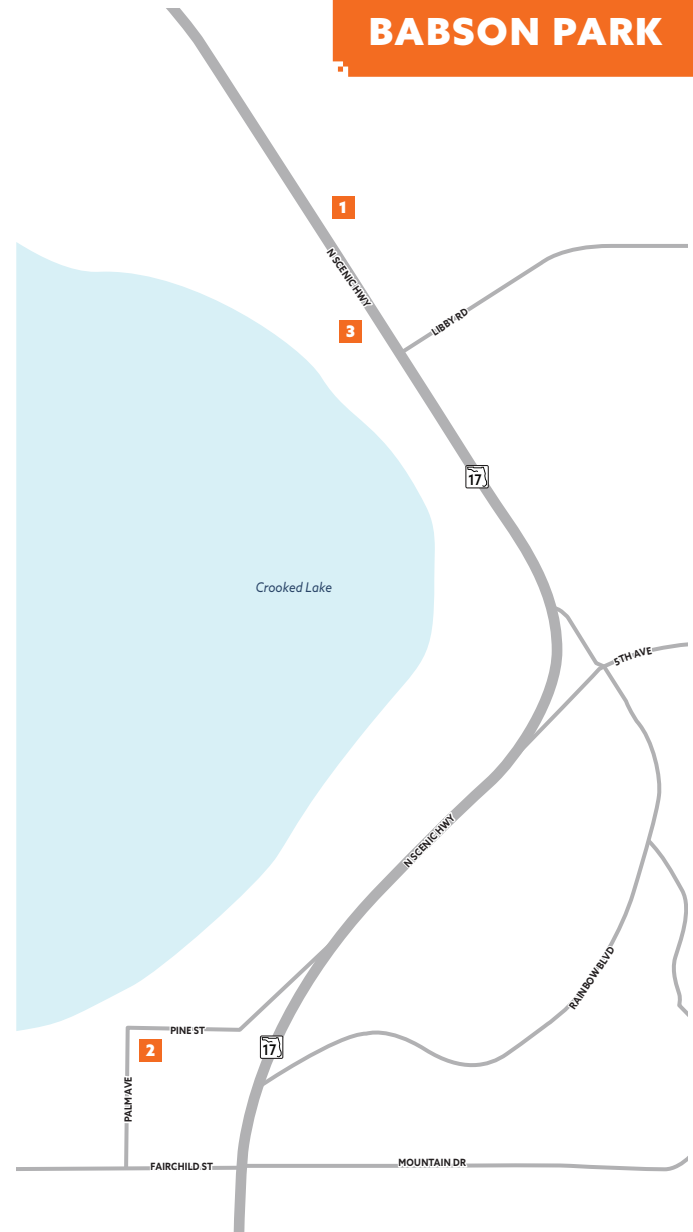 BABSON PARK
1
N SCENIC HWY
3
LIBBY RD
17
Crooked Lake
5TH AVE
N SCENIC HWY
RAINBOW BLVD
PINE ST
2
17
PALM AVE
FAIRCHILD ST
MOUNTAIN DR